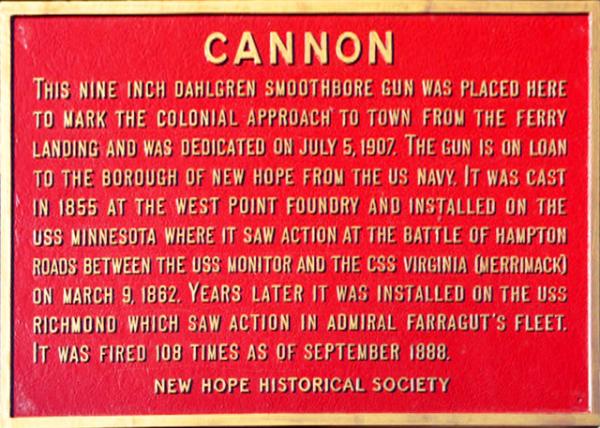 CANNON
THIS NINE INCH DAHLGREN SMOOTHBORE GUN WAS PLACED HERE
TO MARK THE COLONIAL APPROACH TO TOWN FROM THE FERRY
LANDING AND WAS DEDICATED ON JULY 5, 1907. THE GUN IS ON LOAN
TO THE BOROUGH OF NEW HOPE FROM THE US NAVY. IT WAS CAST
IN 1855 AT THE WEST POINT FOUNDRY AND INSTALLED ON THE
USS MINNESOTA WHERE IT SAW ACTION AT THE BATTLE OF HAMPTON
ROADS BETWEEN THE USS MONITOR AND THE CSS VIRGINIA (MERRIMACK)
ON MARCH 9, 1862. YEARS LATER IT WAS INSTALLED ON THE USS
RICHMOND WHICH SAW ACTION IN ADMIRAL FARRAGUT'S FLEET.
IT WAS FIRED 108 TIMES AS OF SEPTEMBER 1888.
NEW HOPE HISTORICAL SOCIETY